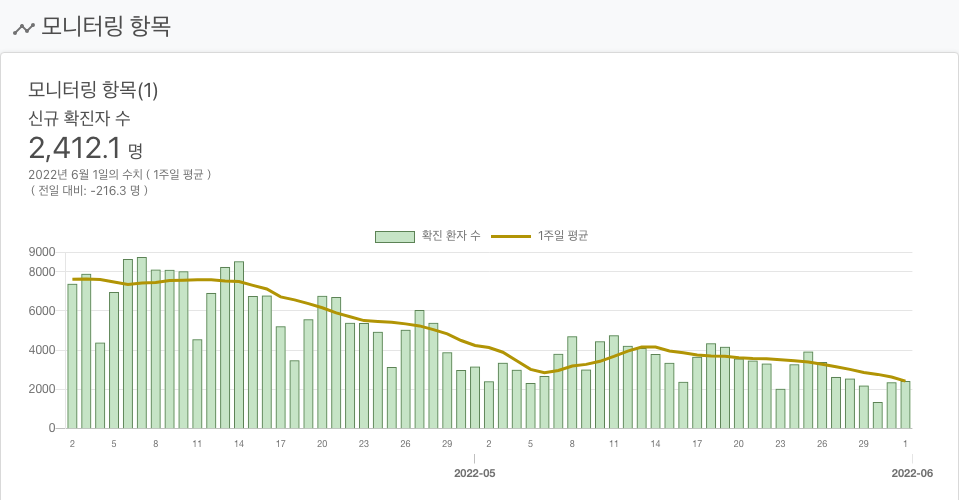 모니터링 항목
모니터링 항목(1)
신규 확진자 수
2,412.1 명
2022년 6월 1일의 수치 ( 1주일 평균 )
( 전일 대비: -216.3 명 )
확진 환자 수 1주일 평균
9000
8000
6000
4000
2000
0
2 5 8 11 14 17 20 23 26 29 2 5 8 11 14 17 20 23 26 29 1
2022-05 2022-06